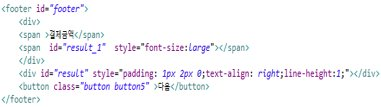 <footer id="footer">
<div>
<span >결제금액</span>
<span  id="result_1"  style="font-size:large"></span>
</div>
<div id="result" style="padding: 1px 2px 0;text-align: right;line-height:1;"></div>
<button class="button button5" >다음</button>
</footer>